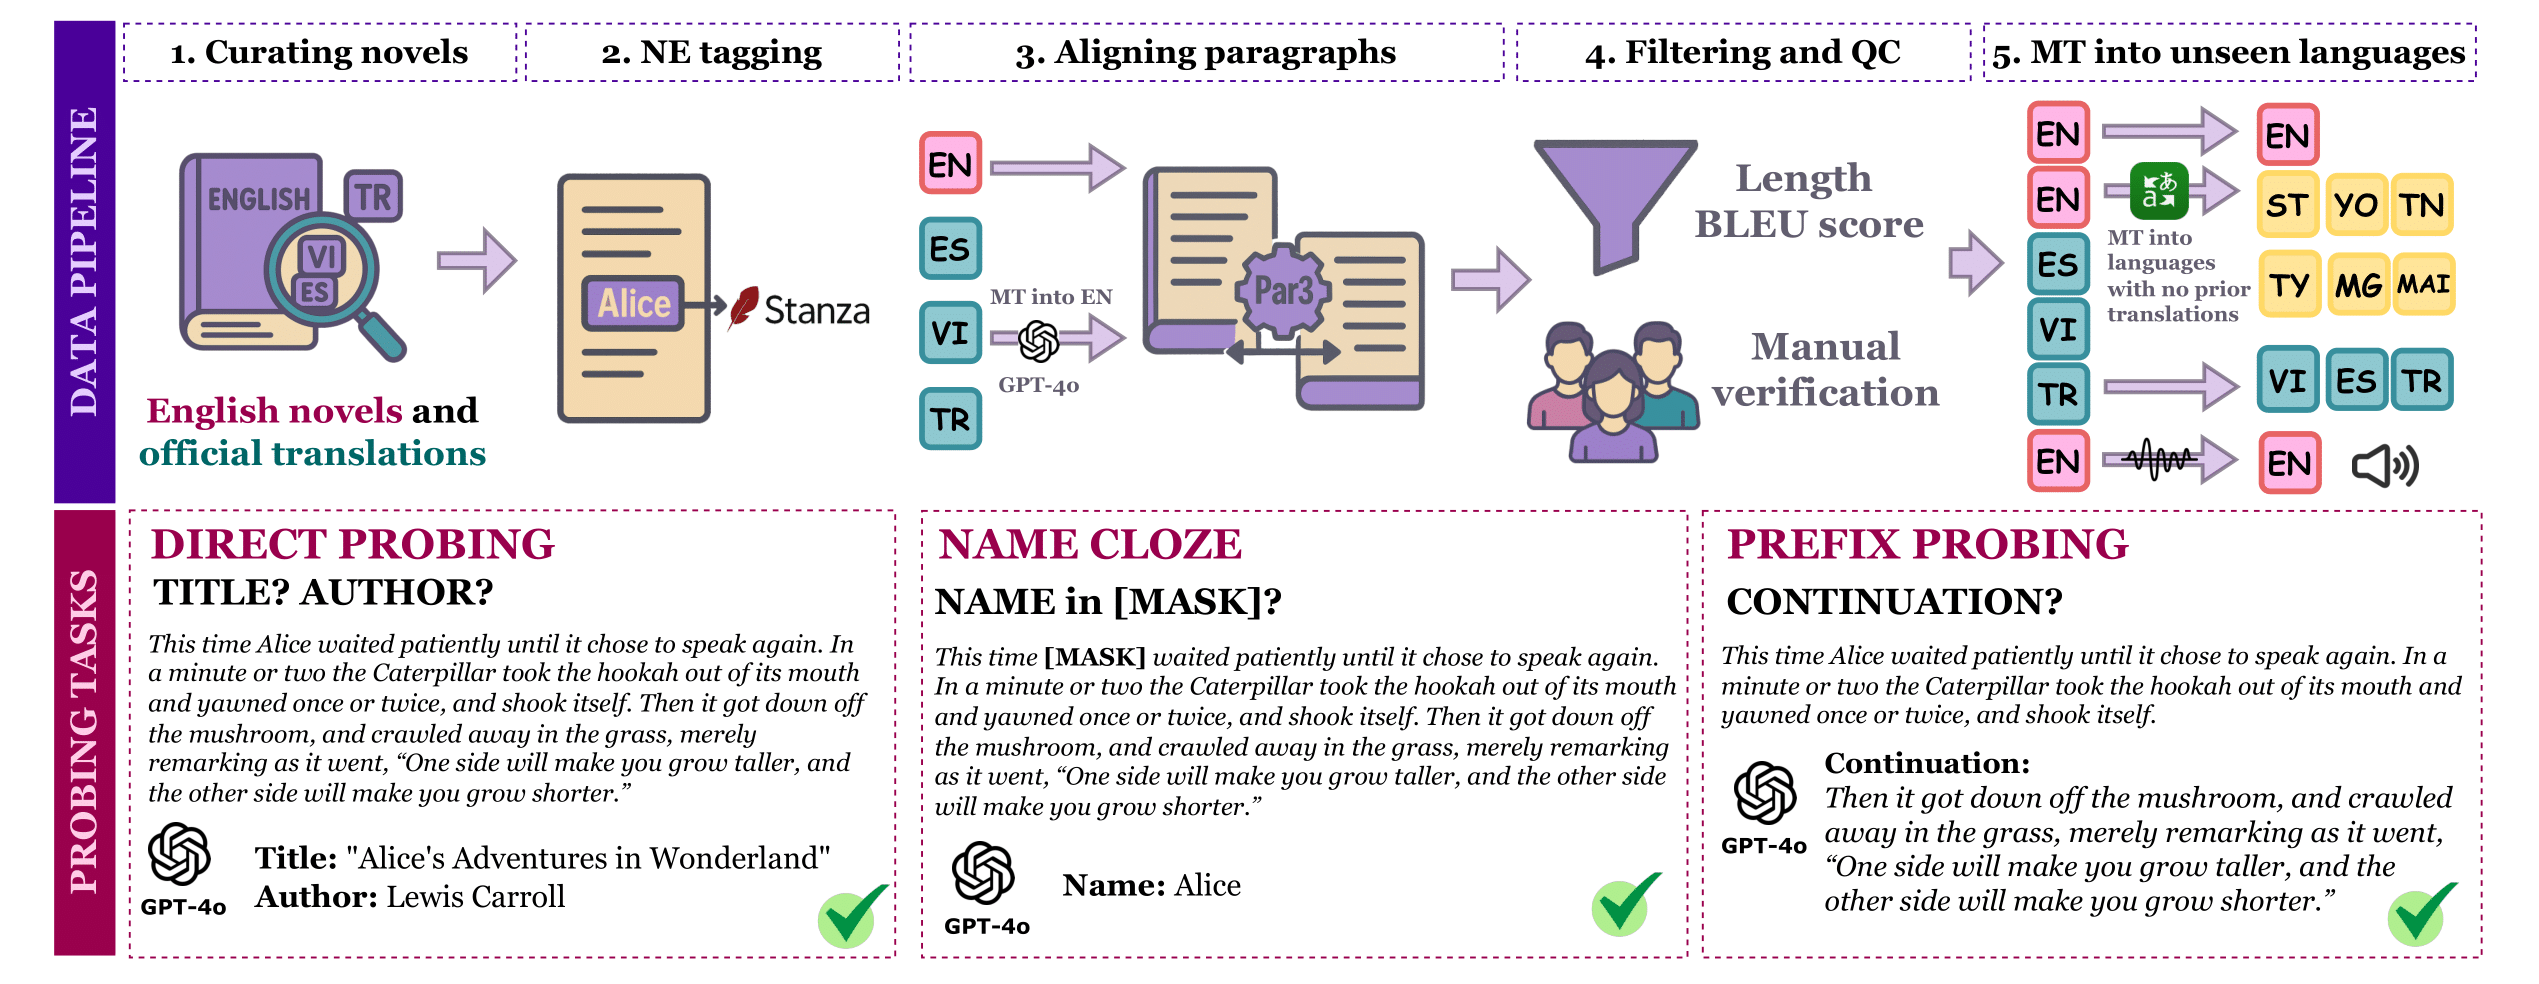 DATA PIPELINE
1. Curating novels
2. NE tagging
3. Aligning paragraphs
4. Filtering and QC
5. MT into unseen languages
ENGLISH
TR
VI
ES
English novels and
official translations
Alice
Stanza
EN
ES
VI
TR
MT into EN
GPT-4o
Par3
Length
BLEU score
Manual
verification
EN
EN
EN
あ
a
ST YO TN
ES
MT into
languages
with no prior
translations
TY MG MAI
VI
TR
VI ES TR
EN
EN
PROBING TASKS
DIRECT PROBING
TITLE? AUTHOR?
This time Alice waited patiently until it chose to speak again. In
a minute or two the Caterpillar took the hookah out of its mouth
and yawned once or twice, and shook itself. Then it got down off
the mushroom, and crawled away in the grass, merely
remarking as it went, “One side will make you grow taller, and
the other side will make you grow shorter.”
GPT-4o
Title: "Alice's Adventures in Wonderland"
Author: Lewis Carroll
NAME CLOZE
NAME in [MASK]?
This time [MASK] waited patiently until it chose to speak again.
In a minute or two the Caterpillar took the hookah out of its mouth
and yawned once or twice, and shook itself. Then it got down off
the mushroom, and crawled away in the grass, merely remarking
as it went, “One side will make you grow taller, and the other side
will make you grow shorter.”
GPT-4o
Name: Alice
PREFIX PROBING
CONTINUATION?
This time Alice waited patiently until it chose to speak again. In a
minute or two the Caterpillar took the hookah out of its mouth and
yawned once or twice, and shook itself.
GPT-4o
Continuation:
Then it got down off the mushroom, and crawled
away in the grass, merely remarking as it went,
“One side will make you grow taller, and the
other side will make you grow shorter.”